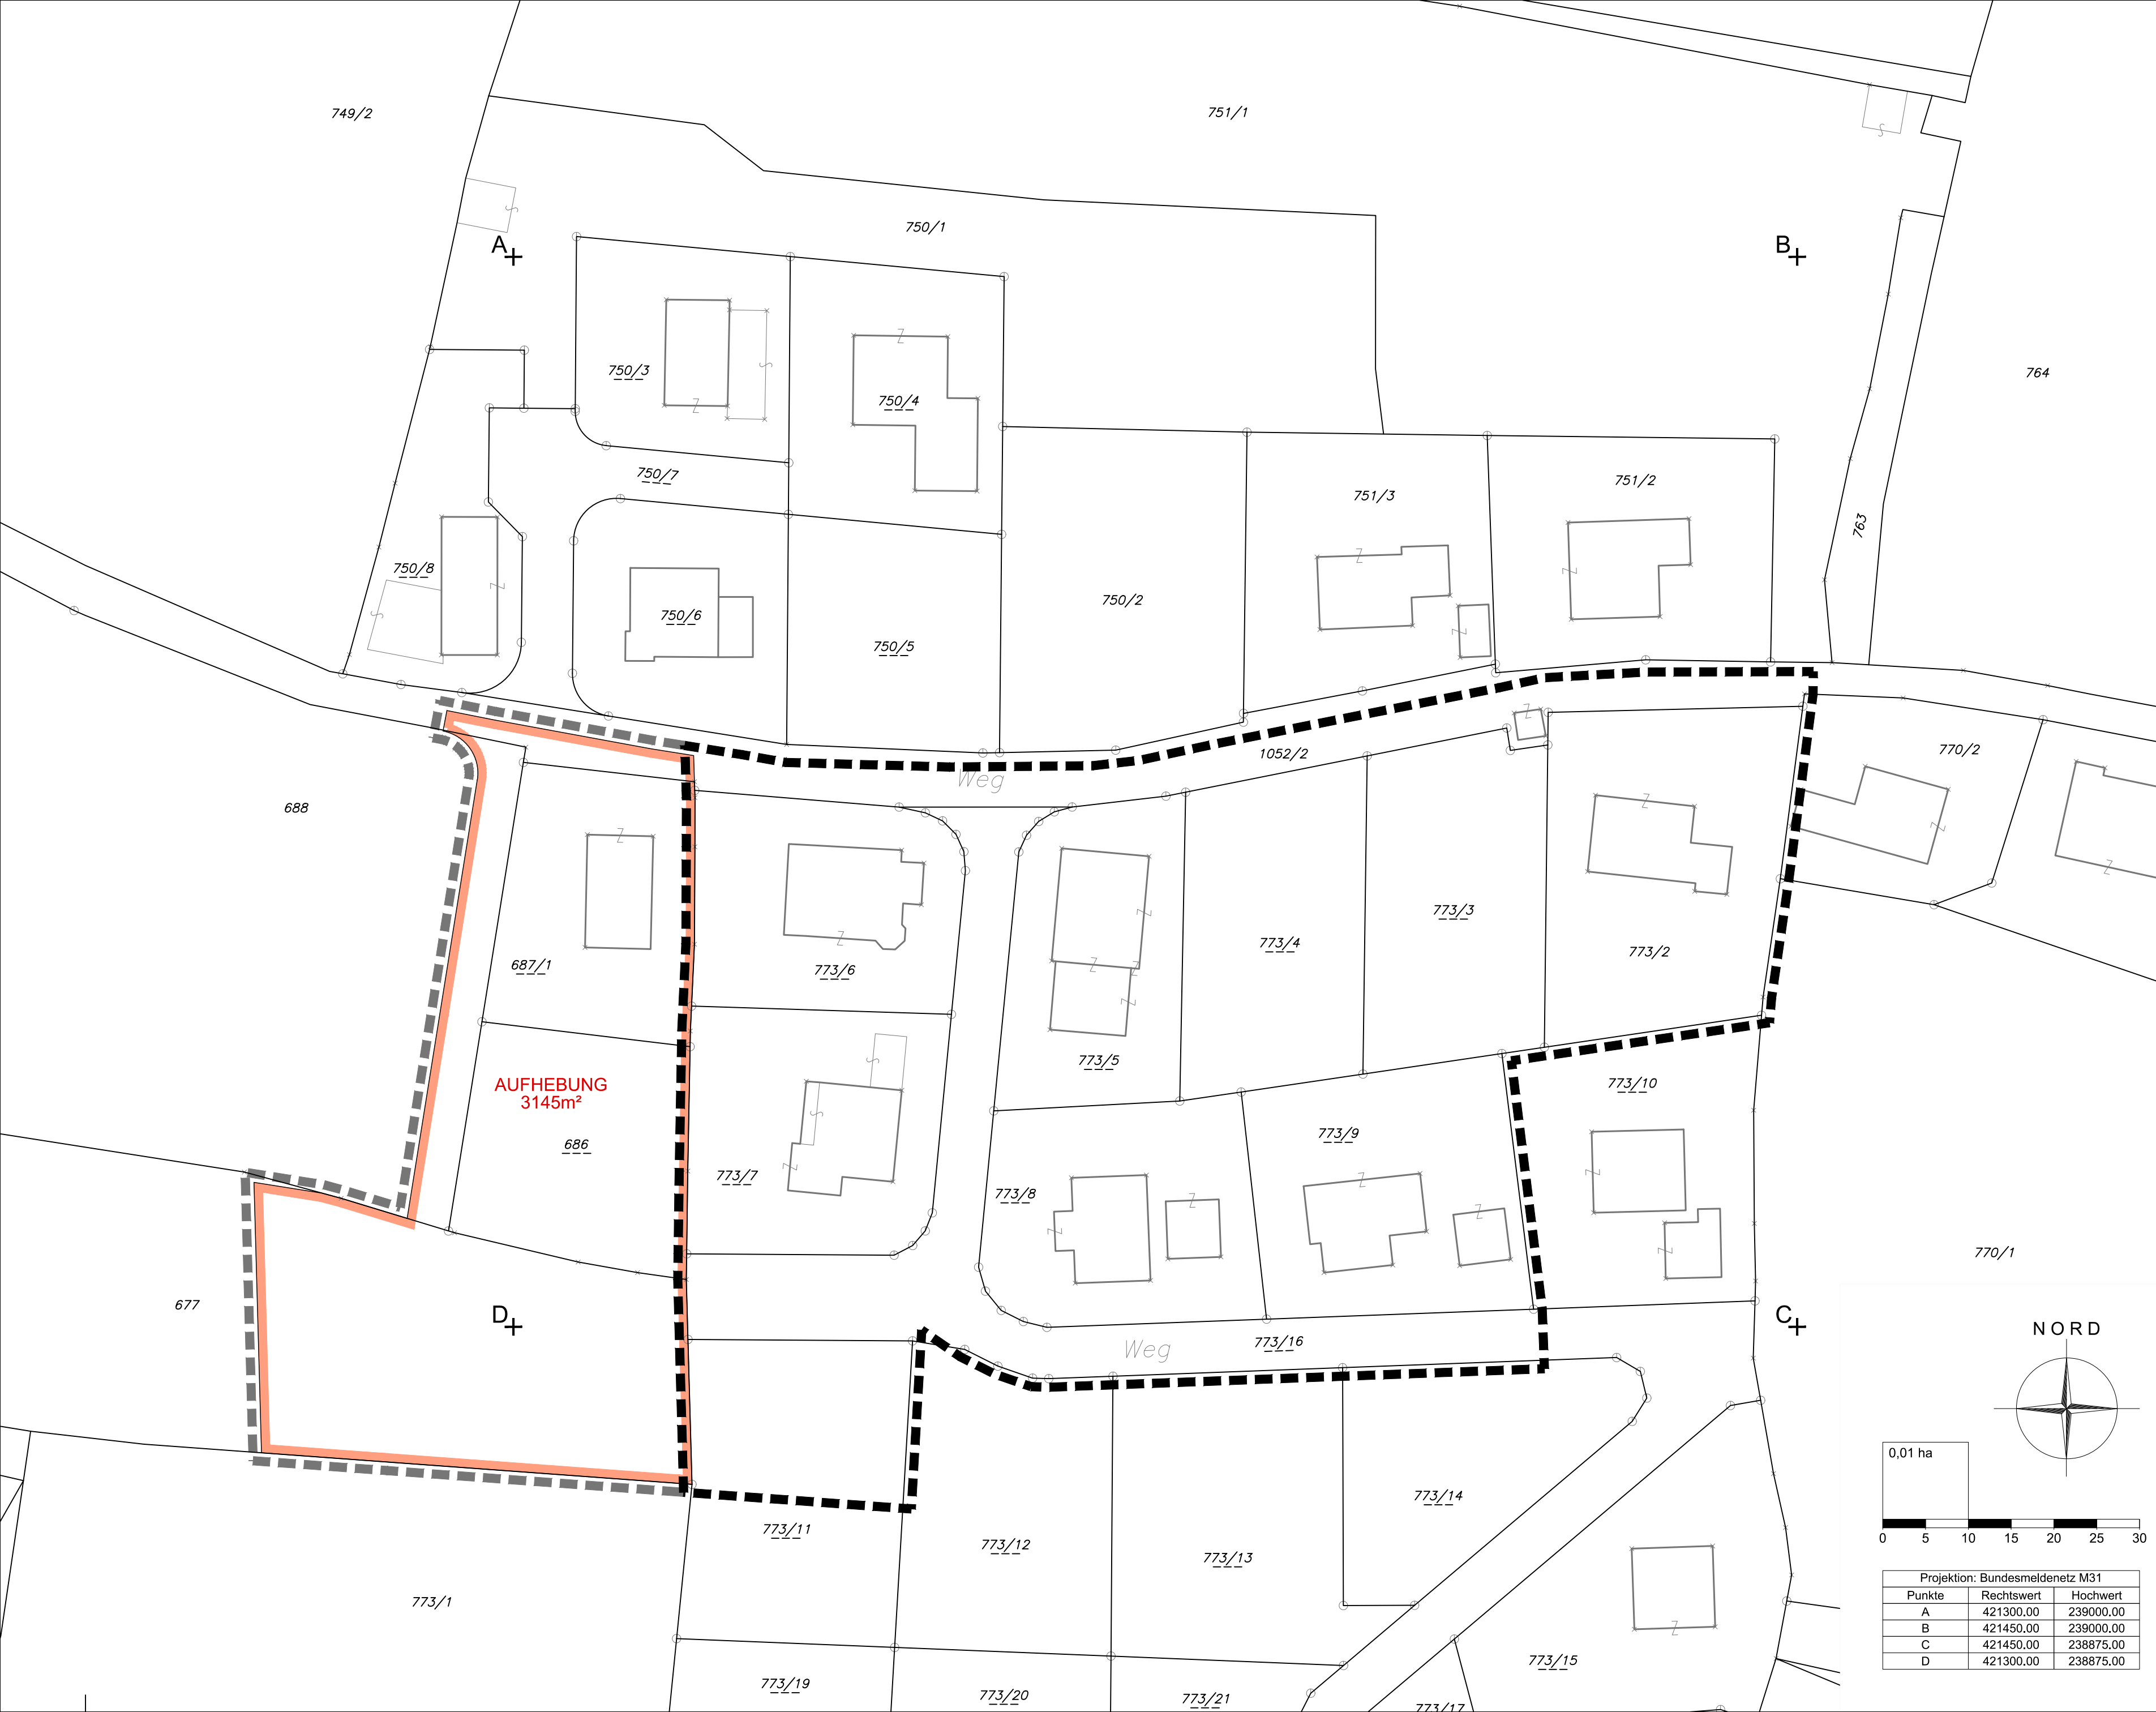 749/2
751/1
750/1
A
B
764
750/3
750/4
750/7
751/3
751/2
763
750/8
750/6
750/5
750/2
1052/2
Weg
770/2
688
687/1
773/6
773/4
773/3
773/2
773/5
AUFHEBUNG
3145m²
686
773/7
773/8
773/9
773/10
770/1
677
D
C
Weg
773/16
NORD
0,01 ha
0 5 10 15 20 25 30
773/14
773/11
773/12
773/13
773/1
Projektion: Bundesmeldenetz M31
Punkte Rechtswert Hochwert
A 421300.00 239000.00
B 421450.00 239000.00
C 421450.00 238875.00
D 421300.00 238875.00
773/15
773/19
773/20
773/21
773/17